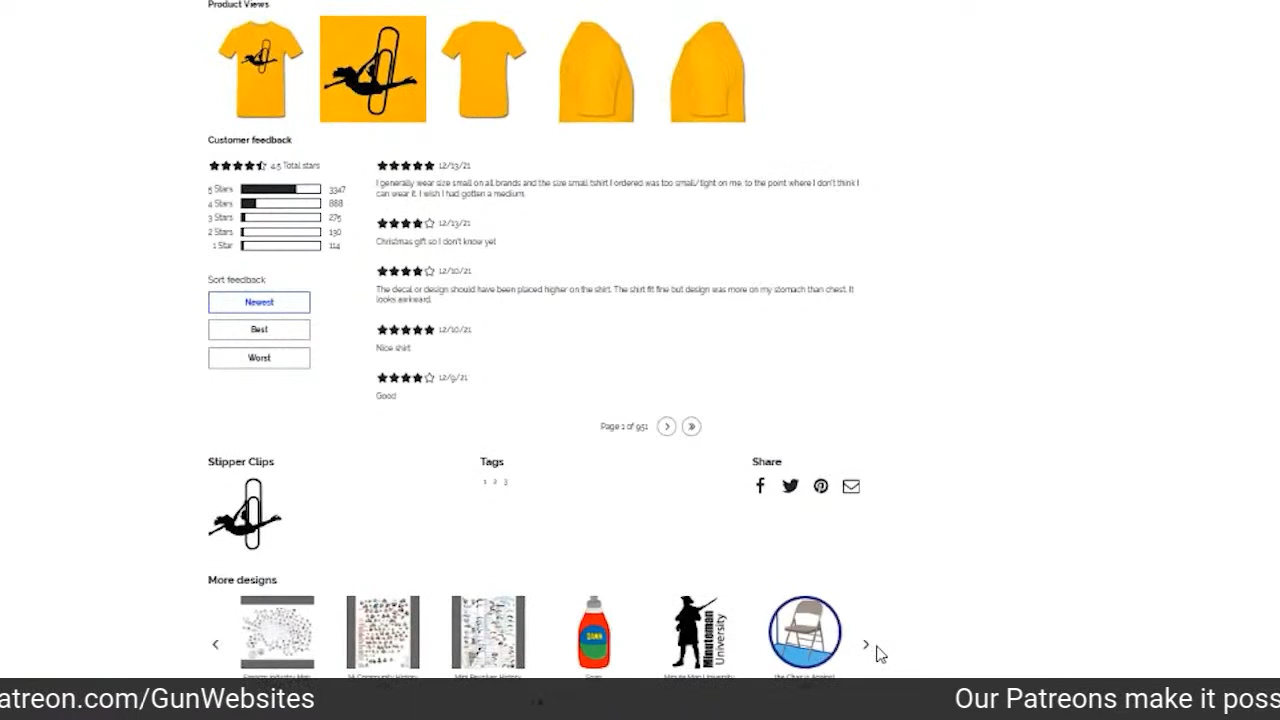 Product Views
Customer feedback
4.5 Total stars
5 Stars 3347
4 Stars 888
3 Stars 275
2 Stars 130
1 Star 114
Sort feedback
Newest
Best
Worst
12/13/21
I generally wear size small on all brands and the size small tshirt I ordered was too small/tight on me, to the point where I don't think I
can wear it. I wish I had gotten a medium.
12/13/21
Christmas gift so I don't know yet
12/10/21
The decal or design should have been placed higher on the shirt. The shirt fit fine but design was more on my stomach than chest. It
looks awkward.
12/10/21
Nice shirt
12/9/21
Good
Page 1 of 951
Stipper Clips
Tags
1 2 3
Share
More designs
DAWN
Minuteman
University
atreon.com/GunWebsites
Our Patreons make it poss